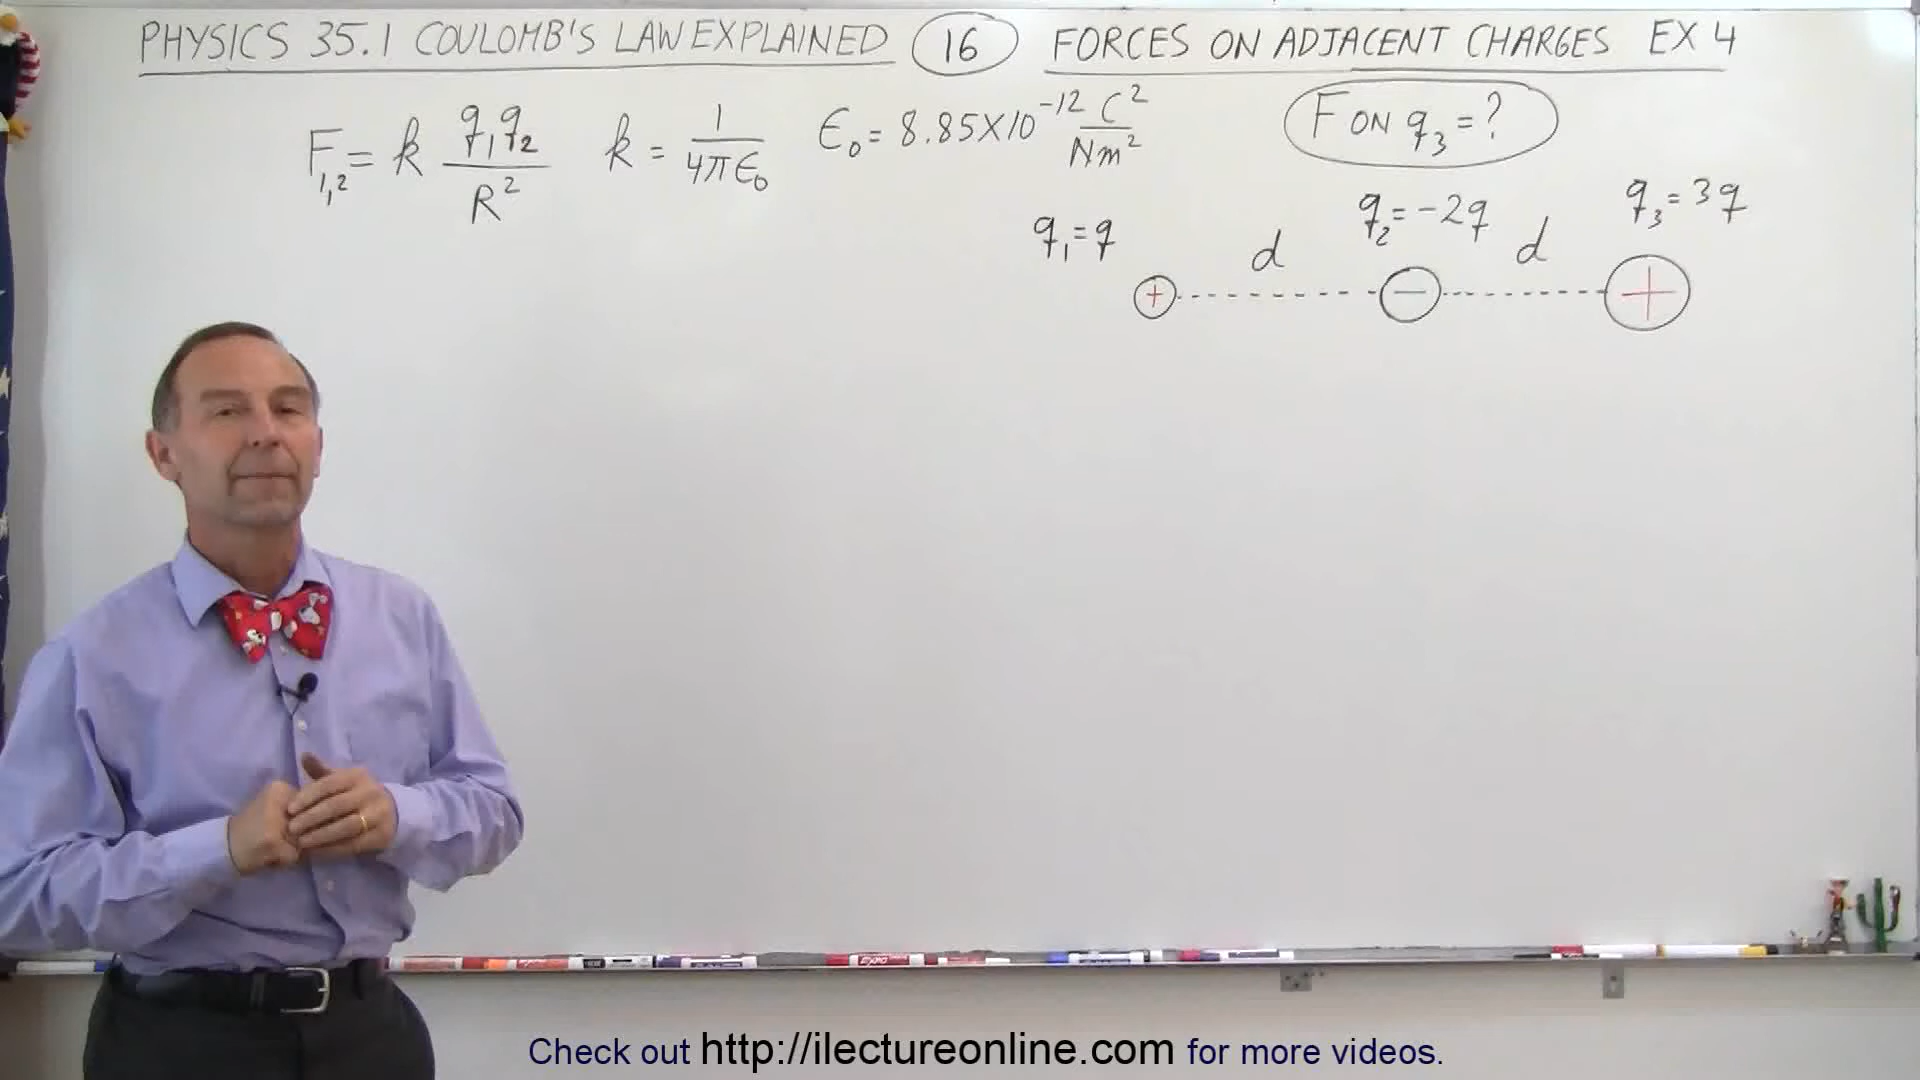 PHYSICS 35.1 COULOMB'S LAW EXPLAINED 16 FORCES ON ADJACENT CHARGES EX 4
F₁,₂ = k q₁q₂/R² k = 1/4πϵ₀ ϵ₀ = 8.85X10⁻¹² C²/Nm² F ON q₃ = ?
q₁ = q d q₂ = -2q d q₃ = 3q
+ − +
EXPO
Check out http://ilectureonline.com for more videos.